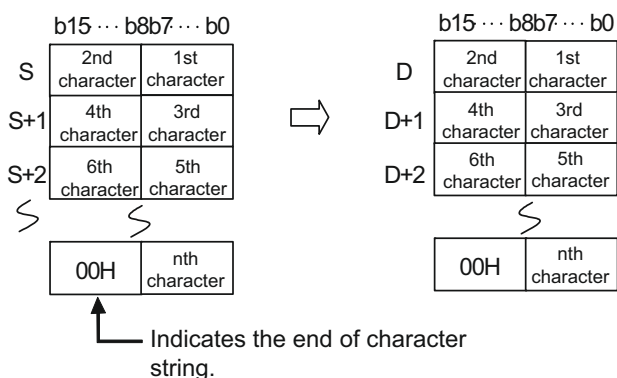 b15 ···· b8b7 ···· b0
b15 ···· b8b7 ···· b0
S
2nd
character
1st
character
D
2nd
character
1st
character
S+1
4th
character
3rd
character
D+1
4th
character
3rd
character
S+2
6th
character
5th
character
D+2
6th
character
5th
character
00H
nth
character
00H
nth
character
Indicates the end of character
string.